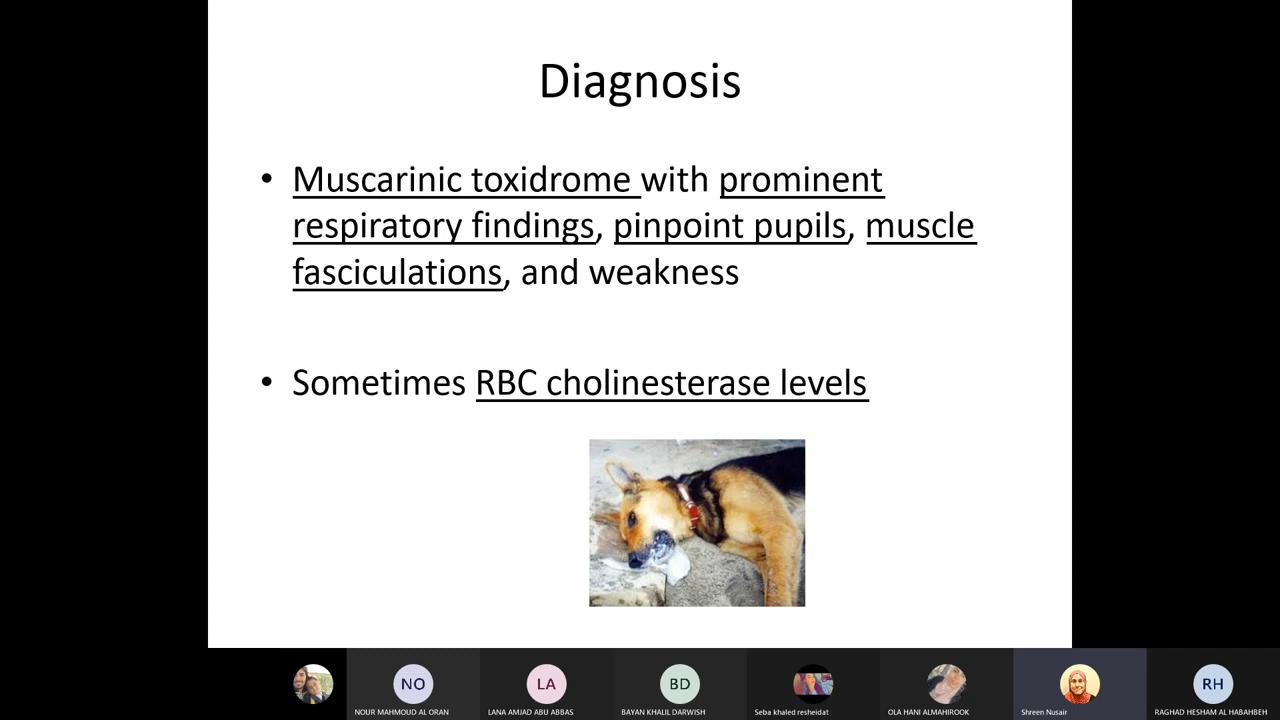 Diagnosis
• Muscarinic toxidrome with prominent
respiratory findings, pinpoint pupils, muscle
fasciculations, and weakness
• Sometimes RBC cholinesterase levels
NO
LA
BD
RH
NOUR MAHMOUD AL ORAN
LANA AMJAD ABU ABBAS
BAYAN KHALIL DARWISH
Seba khaled resheidat
OLA HANI ALMAHIROOK
Shreen Nusair
RAGHAD HESHAM AL HABAHBEH